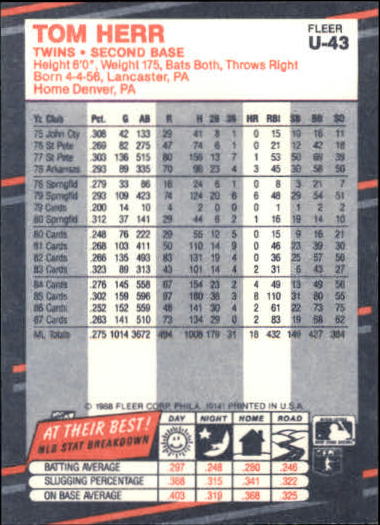 TOM HERR
FLEER
U-43
TWINS • SECOND BASE
Height 6'0", Weight 175, Bats Both, Throws Right
Born 4-4-56, Lancaster, PA
Home Denver, PA
Yr. Club Pct. G AB R H 2B 3B HR RBI SB BB SO
75 John Cty .308 42 133 29 41 8 1 0 15 10 16 11
76 St Pete .269 82 275 47 74 6 1 0 21 12 42 18
77 St Pete .303 136 515 80 156 13 7 1 53 50 69 39
78 Arkansas .293 89 335 70 98 23 4 3 45 30 58 50
78 Springfld .279 33 86 16 24 6 1 0 8 3 21 7
79 Springfld .293 109 423 74 124 20 6 6 48 29 54 51
79 Cards .200 14 10 4 2 0 0 0 1 1 2 2
80 Springfld .312 37 141 29 44 6 2 1 16 19 14 10
80 Cards .248 76 222 29 55 12 5 0 15 9 16 21
81 Cards .268 103 411 50 110 14 9 0 46 23 39 30
82 Cards .266 135 493 83 131 19 4 0 36 25 57 56
83 Cards .323 89 313 43 101 14 4 2 31 6 43 27
84 Cards .276 145 558 67 154 23 2 4 49 13 49 56
85 Cards .302 159 596 97 180 38 3 8 110 31 80 55
86 Cards .252 152 559 48 141 30 4 2 61 22 73 75
87 Cards .263 141 510 73 134 29 0 2 83 19 68 62
ML Totals .275 1014 3672 494 1008 179 31 18 432 149 427 384
© 1988 FLEER CORP. PHILA. 19141 PRINTED IN U.S.A.
AT THEIR BEST!
MLB STAT BREAKDOWN
DAY NIGHT HOME ROAD
BATTING AVERAGE .297 .248 .280 .246
SLUGGING PERCENTAGE .368 .315 .341 .322
ON BASE AVERAGE .403 .319 .368 .325